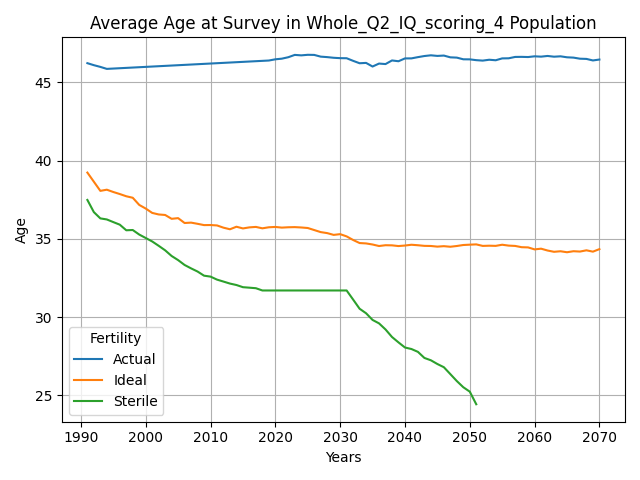 Average Age at Survey in Whole_Q2_IQ_scoring_4 Population
Age
45
40
35
30
25
Fertility
Actual
Ideal
Sterile
1990 2000 2010 2020 2030 2040 2050 2060 2070
Years